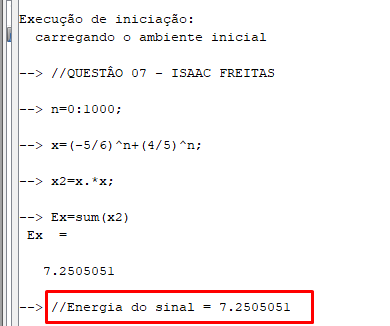 Execução de iniciação:
carregando o ambiente inicial
--> //QUESTÂO 07 - ISAAC FREITAS
--> n=0:1000;
--> x=(-5/6)^n+(4/5)^n;
--> x2=x.*x;
--> Ex=sum(x2)
Ex =
7.2505051
--> //Energia do sinal = 7.2505051